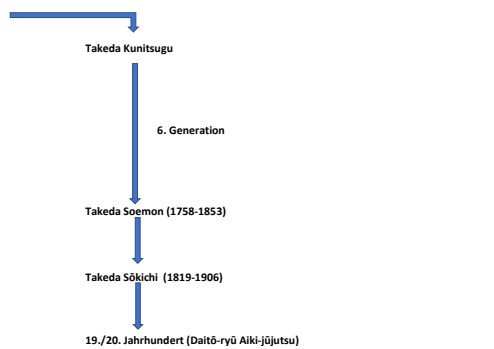 Takeda Kunitsugu
6. Generation
Takeda Soemon (1758-1853)
Takeda Sōkichi (1819-1906)
19./20. Jahrhundert (Daitō-ryū Aiki-jūjutsu)